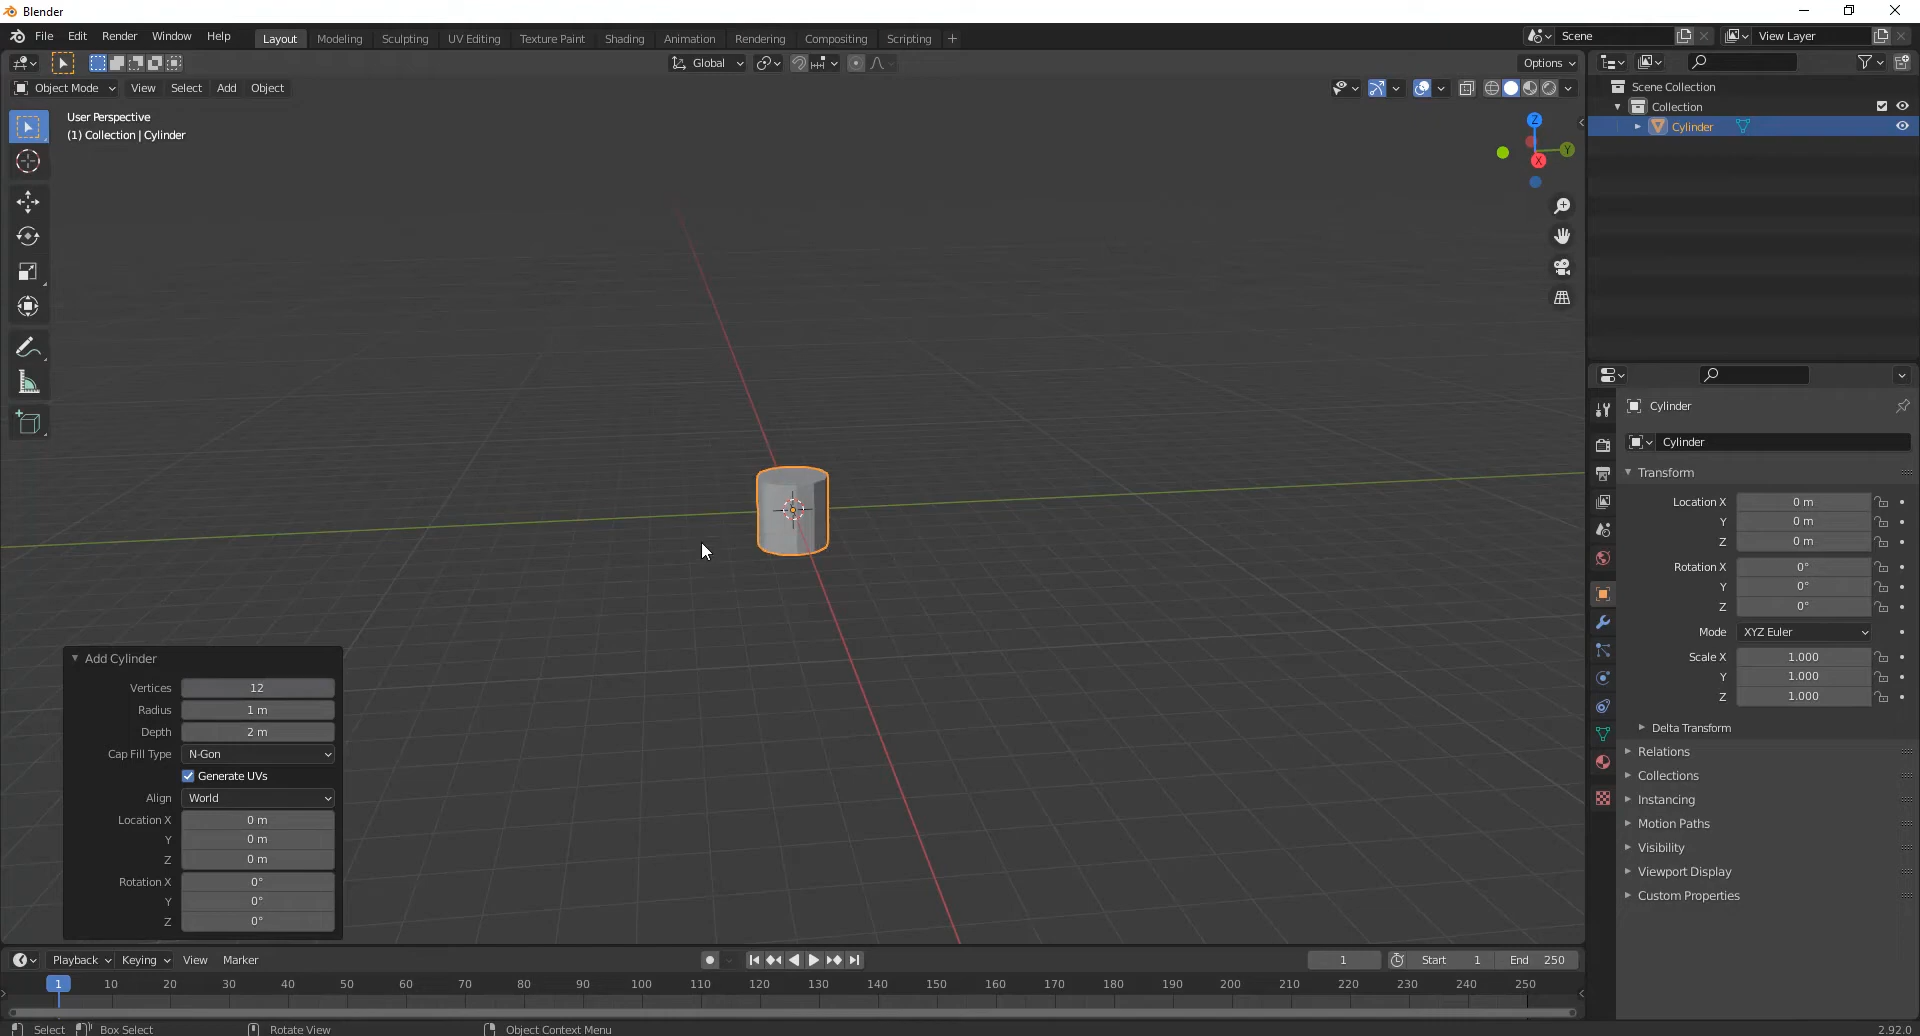 Blender
File Edit Render Window Help Layout Modeling Sculpting UV Editing Texture Paint Shading Animation Rendering Compositing Scripting + Scene View Layer
Global Options
Object Mode View Select Add Object
User Perspective
(1) Collection | Cylinder
Z
Y
X
Scene Collection
Collection
Cylinder
Cylinder
Cylinder
Transform
Location X 0 m
Y 0 m
Z 0 m
Rotation X 0°
Y 0°
Z 0°
Mode XYZ Euler
Scale X 1.000
Y 1.000
Z 1.000
Delta Transform
Relations
Collections
Instancing
Motion Paths
Visibility
Viewport Display
Custom Properties
Add Cylinder
Vertices 12
Radius 1 m
Depth 2 m
Cap Fill Type N-Gon
Generate UVs
Align World
Location X 0 m
Y 0 m
Z 0 m
Rotation X 0°
Y 0°
Z 0°
Playback Keying View Marker 1 Start 1 End 250
1 10 20 30 40 50 60 70 80 90 100 110 120 130 140 150 160 170 180 190 200 210 220 230 240 250
Select Box Select Rotate View Object Context Menu 2.92.0